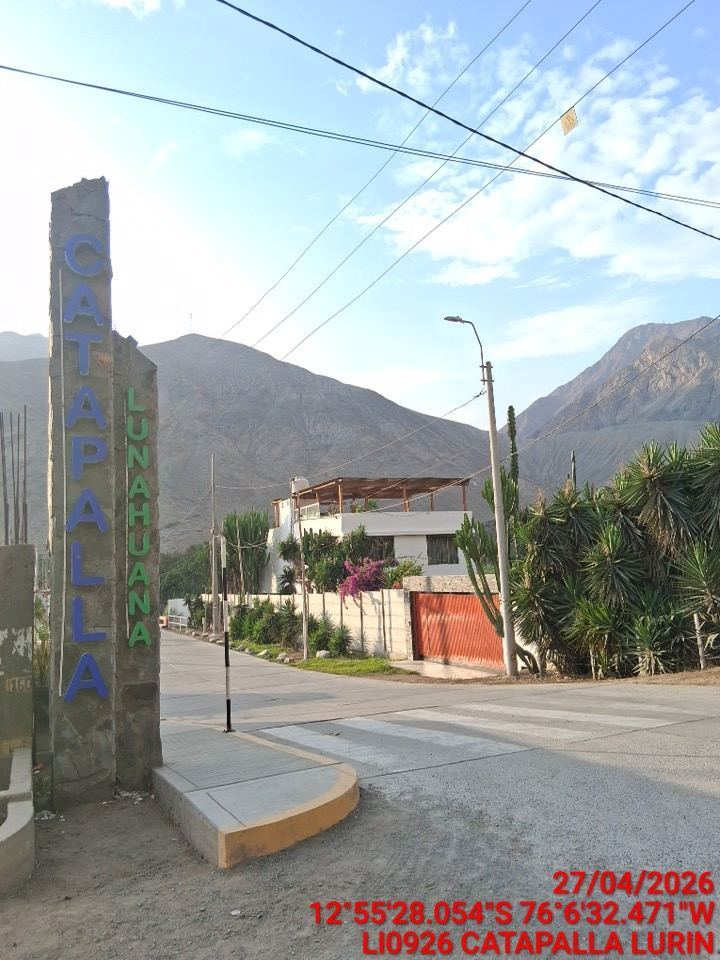 CATAPALLA
LUNAHUANA
27/04/2026
12°55'28.054"S 76°6'32.471"W
LI0926 CATAPALLA LURIN